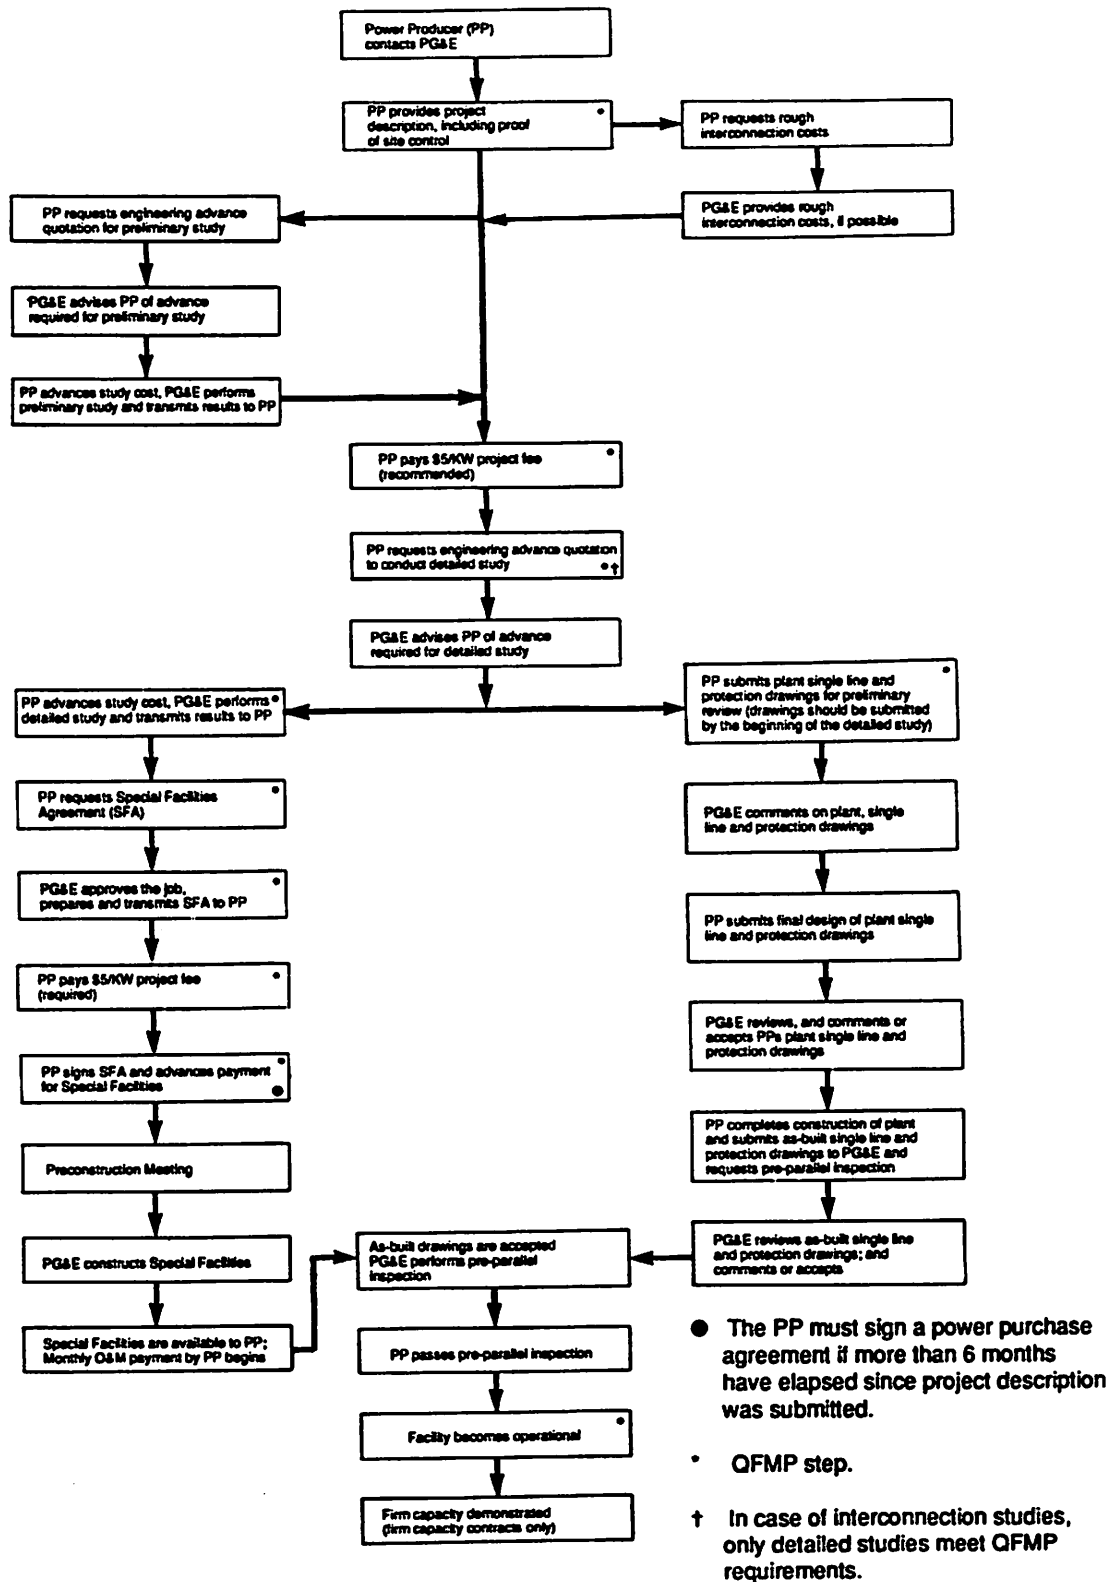 Power Producer (PP)
contacts PG&E
PP provides project •
description, including proof
of site control
PP requests rough
interconnection costs
PG&E provides rough
interconnection costs, if possible
PP requests engineering advance
quotation for preliminary study
PG&E advises PP of advance
required for preliminary study
PP advances study cost, PG&E performs
preliminary study and transmits results to PP
PP pays $5/KW project fee •
(recommended)
PP requests engineering advance quotation
to conduct detailed study •†
PG&E advises PP of advance
required for detailed study
PP advances study cost, PG&E performs •
detailed study and transmits results to PP
PP requests Special Facilities •
Agreement (SFA)
PG&E approves the job, •
prepares and transmits SFA to PP
PP pays $5/KW project fee •
(required)
PP signs SFA and advances payment •
for Special Facilities ●
Preconstruction Meeting
PG&E constructs Special Facilities
Special Facilities are available to PP;
Monthly O&M payment by PP begins
PP submits plant single line and •
protection drawings for preliminary
review (drawings should be submitted
by the beginning of the detailed study)
PG&E comments on plant, single
line and protection drawings
PP submits final design of plant single
line and protection drawings
PG&E reviews, and comments or
accepts PPs plant single line and
protection drawings
PP completes construction of plant
and submits as-built single line and
protection drawings to PG&E and
requests pre-parallel inspection
PG&E reviews as-built single line
and protection drawings; and
comments or accepts
As-built drawings are accepted
PG&E performs pre-parallel
inspection
PP passes pre-parallel inspection
Facility becomes operational •
Firm capacity demonstrated
(firm capacity contracts only)
● The PP must sign a power purchase
agreement if more than 6 months
have elapsed since project description
was submitted.
• QFMP step.
† In case of interconnection studies,
only detailed studies meet QFMP
requirements.